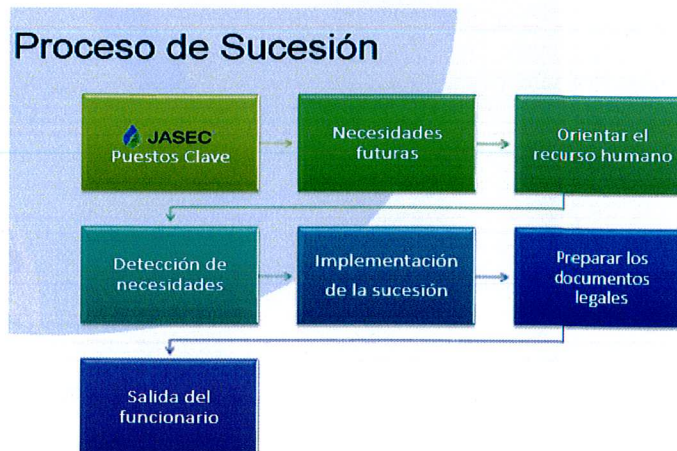 Proceso de Sucesión
JASEC
Puestos Clave
Necesidades
futuras
Orientar el
recurso humano
Detección de
necesidades
Implementación
de la sucesión
Preparar los
documentos
legales
Salida del
funcionario